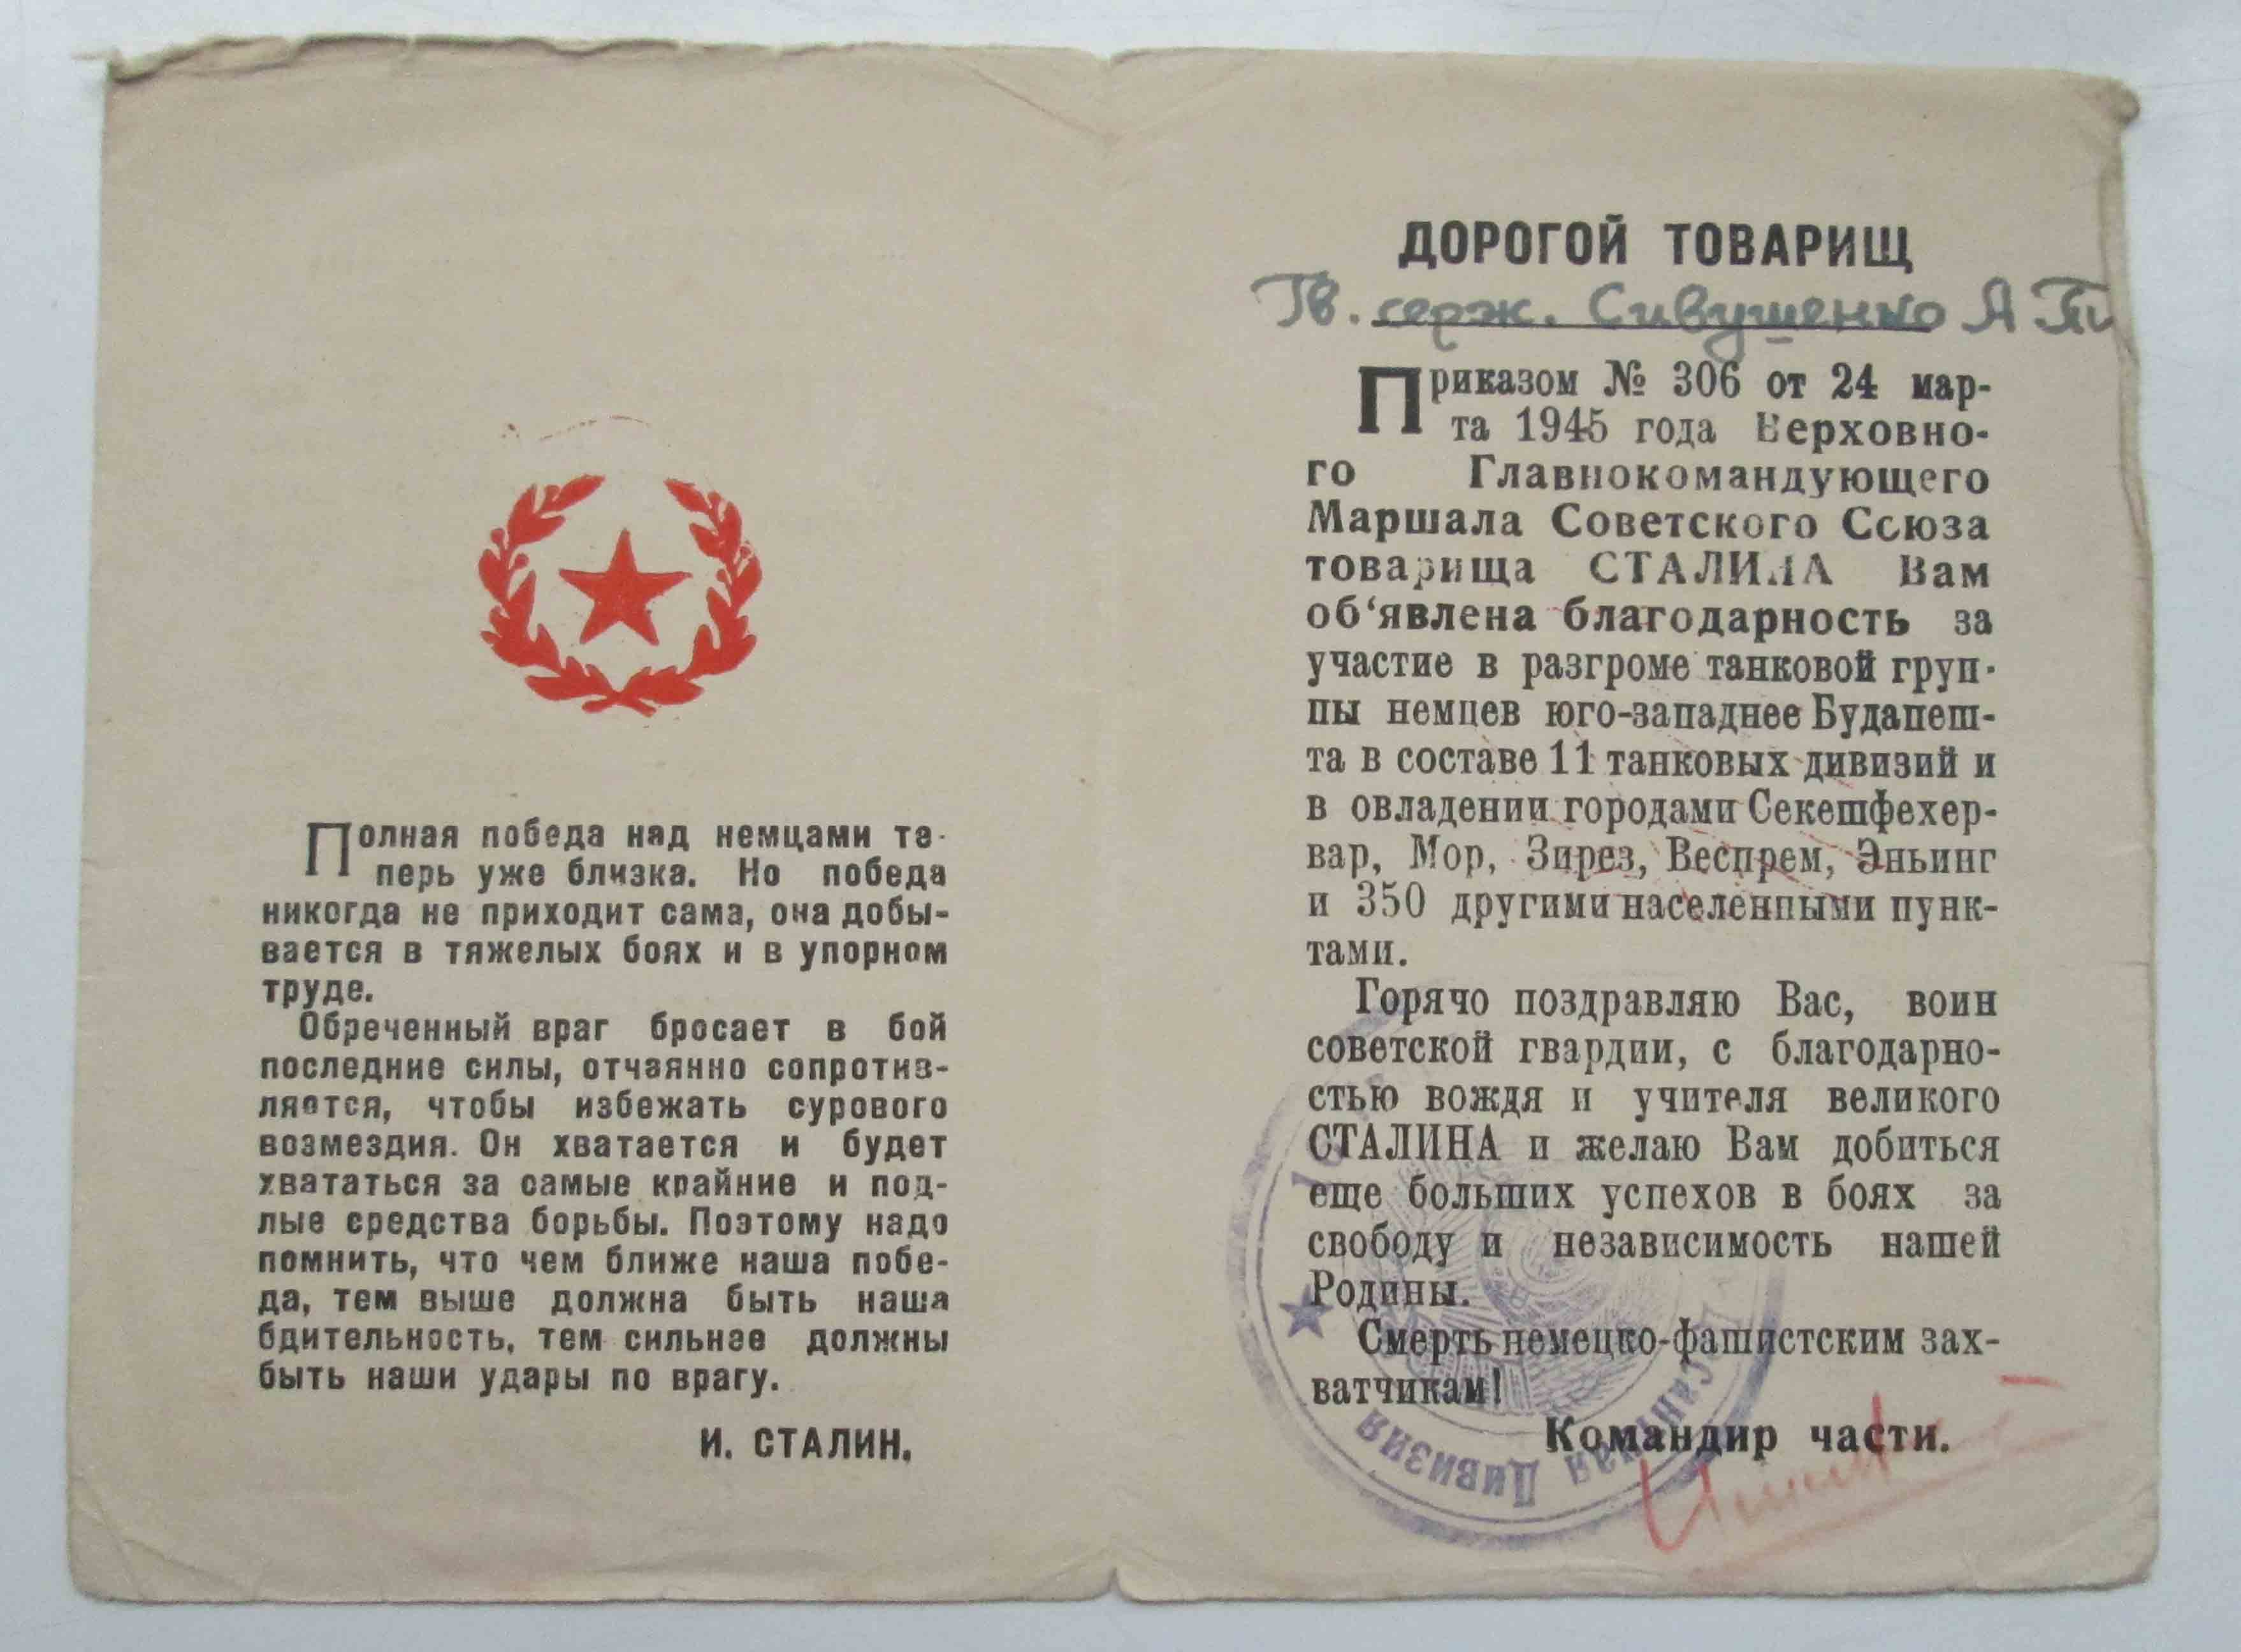 Полная победа над немцами те-
перь уже близка. Но победа
никогда не приходит сама, она добы-
вается в тяжелых боях и в упорном
труде.
Обреченный враг бросает в бой
последние силы, отчаянно сопротив-
ляется, чтобы избежать сурового
возмездия. Он хватается и будет
хвататься за самые крайние и под-
лые средства борьбы. Поэтому надо
помнить, что чем ближе наша побе-
да, тем выше должна быть наша
бдительность, тем сильнее должны
быть наши удары по врагу.
И. СТАЛИН.
ДОРОГОЙ ТОВАРИЩ
Гв. серж. Сивушенко А
Приказом № 306 от 24 мар-
та 1945 года Верховно-
го Главнокомандующего
Маршала Советского Союза
товарища СТАЛИНА Вам
об‘явлена благодарность за
участие в разгроме танковой груп-
пы немцев юго-западнее Будапеш-
та в составе 11 танковых дивизий и
в овладении городами Секешфехер-
вар, Мор, Зирез, Веспрем, Эньинг
и 350 другими населенными пунк-
тами.
Горячо поздравляю Вас, воин
советской гвардии, с благодарно-
стью вождя и учителя великого
СТАЛИНА и желаю Вам добиться
еще больших успехов в боях за
свободу и независимость нашей
Родины.
Смерть немецко-фашистским зах-
ватчикам!
Командир части.
Дивизия